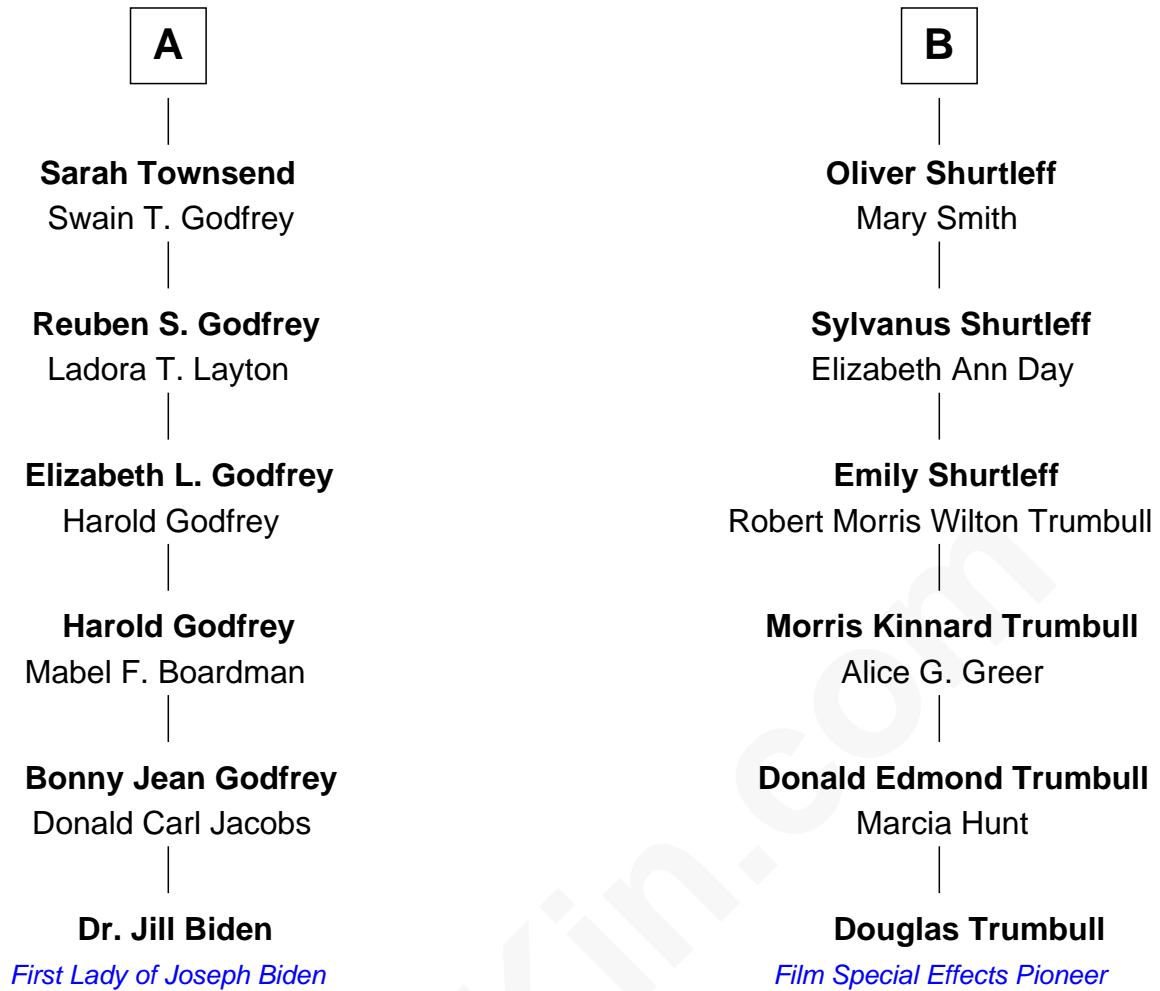 A
Sarah Townsend
Swain T. Godfrey
Reuben S. Godfrey
Ladora T. Layton
Elizabeth L. Godfrey
Harold Godfrey
Harold Godfrey
Mabel F. Boardman
Bonny Jean Godfrey
Donald Carl Jacobs
Dr. Jill Biden
First Lady of Joseph Biden
B
Oliver Shurtleff
Mary Smith
Sylvanus Shurtleff
Elizabeth Ann Day
Emily Shurtleff
Robert Morris Wilton Trumbull
Morris Kinnard Trumbull
Alice G. Greer
Donald Edmond Trumbull
Marcia Hunt
Douglas Trumbull
Film Special Effects Pioneer
Kin.com